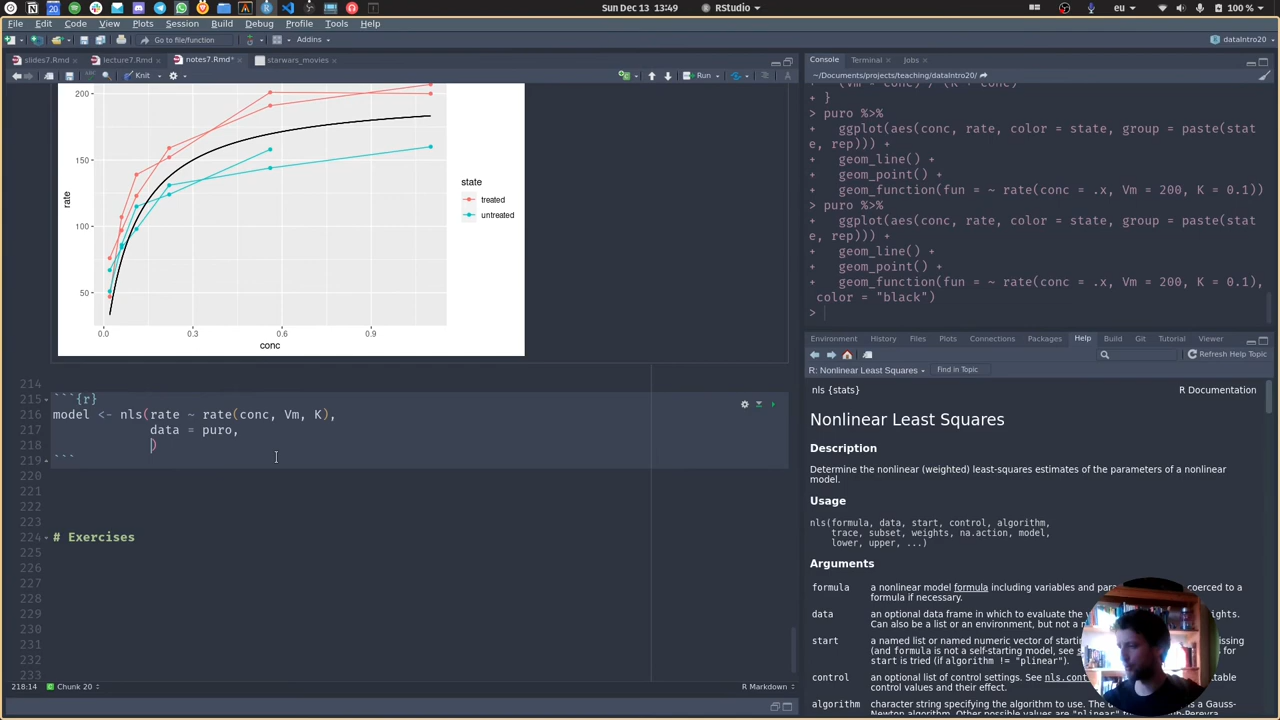 Sun Dec 13 13:49
RStudio
eu
100 %
File Edit Code View Plots Session Build Debug Profile Tools Help
Go to file/function
Addins
dataIntro20
slides7.Rmd
lecture7.Rmd
notes7.Rmd*
starwars_movies
Knit
Run
200
150
100
50
rate
0.0
0.3
0.6
0.9
conc
state
treated
untreated
214
215 ```{r}
216 model <- nls(rate ~ rate(conc, Vm, K),
217 data = puro,
218 )
219 ```
220
221
222
223
224 # Exercises
225
226
227
228
229
230
231
232
233
218:14
Chunk 20
R Markdown
Console
Terminal
Jobs
~/Documents/projects/teaching/dataIntro20/
+ }
> puro %>%
+ ggplot(aes(conc, rate, color = state, group = paste(stat
e, rep))) +
+ geom_line() +
+ geom_point() +
+ geom_function(fun = ~ rate(conc = .x, Vm = 200, K = 0.1))
> puro %>%
+ ggplot(aes(conc, rate, color = state, group = paste(stat
e, rep))) +
+ geom_line() +
+ geom_point() +
+ geom_function(fun = ~ rate(conc = .x, Vm = 200, K = 0.1),
color = "black")
>
Environment History Files Plots Connections Packages Help Build Git Tutorial Viewer
Refresh Help Topic
R: Nonlinear Least Squares
Find in Topic
nls {stats}
R Documentation
Nonlinear Least Squares
Description
Determine the nonlinear (weighted) least-squares estimates of the parameters of a nonlinear
model.
Usage
nls(formula, data, start, control, algorithm,
trace, subset, weights, na.action, model,
lower, upper, ...)
Arguments
formula
a nonlinear model formula including variables and coerced to a
formula if necessary.
data
an optional data frame in which to evaluate the
Can also be a list or an environment, but not a
start
a named list or named numeric vector of
(and formula is not a self-starting model, see for
start is tried (if algorithm != "plinear").
control
an optional list of control settings. See
control values and their effect.
algorithm
character string specifying the algorithm to use. The